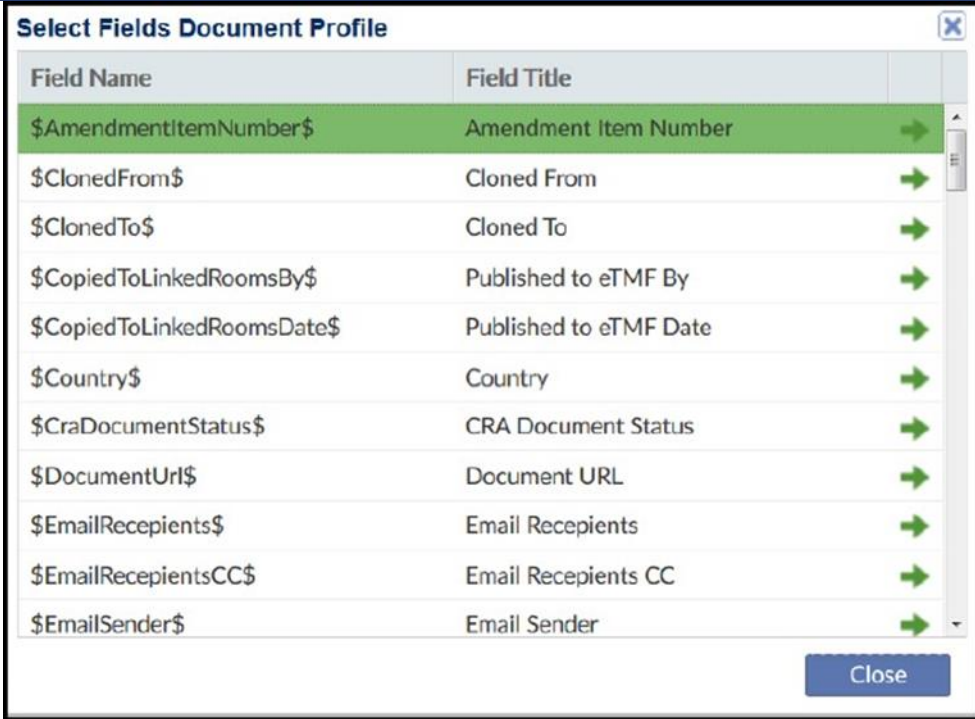 Select Fields Document Profile
Field Name Field Title
$AmendmentItemNumber$ Amendment Item Number
$ClonedFrom$ Cloned From
$ClonedTo$ Cloned To
$CopiedToLinkedRoomsBy$ Published to eTMF By
$CopiedToLinkedRoomsDate$ Published to eTMF Date
$Country$ Country
$CraDocumentStatus$ CRA Document Status
$DocumentUrl$ Document URL
$EmailRecepients$ Email Recepients
$EmailRecepientsCC$ Email Recepients CC
$EmailSender$ Email Sender
Close